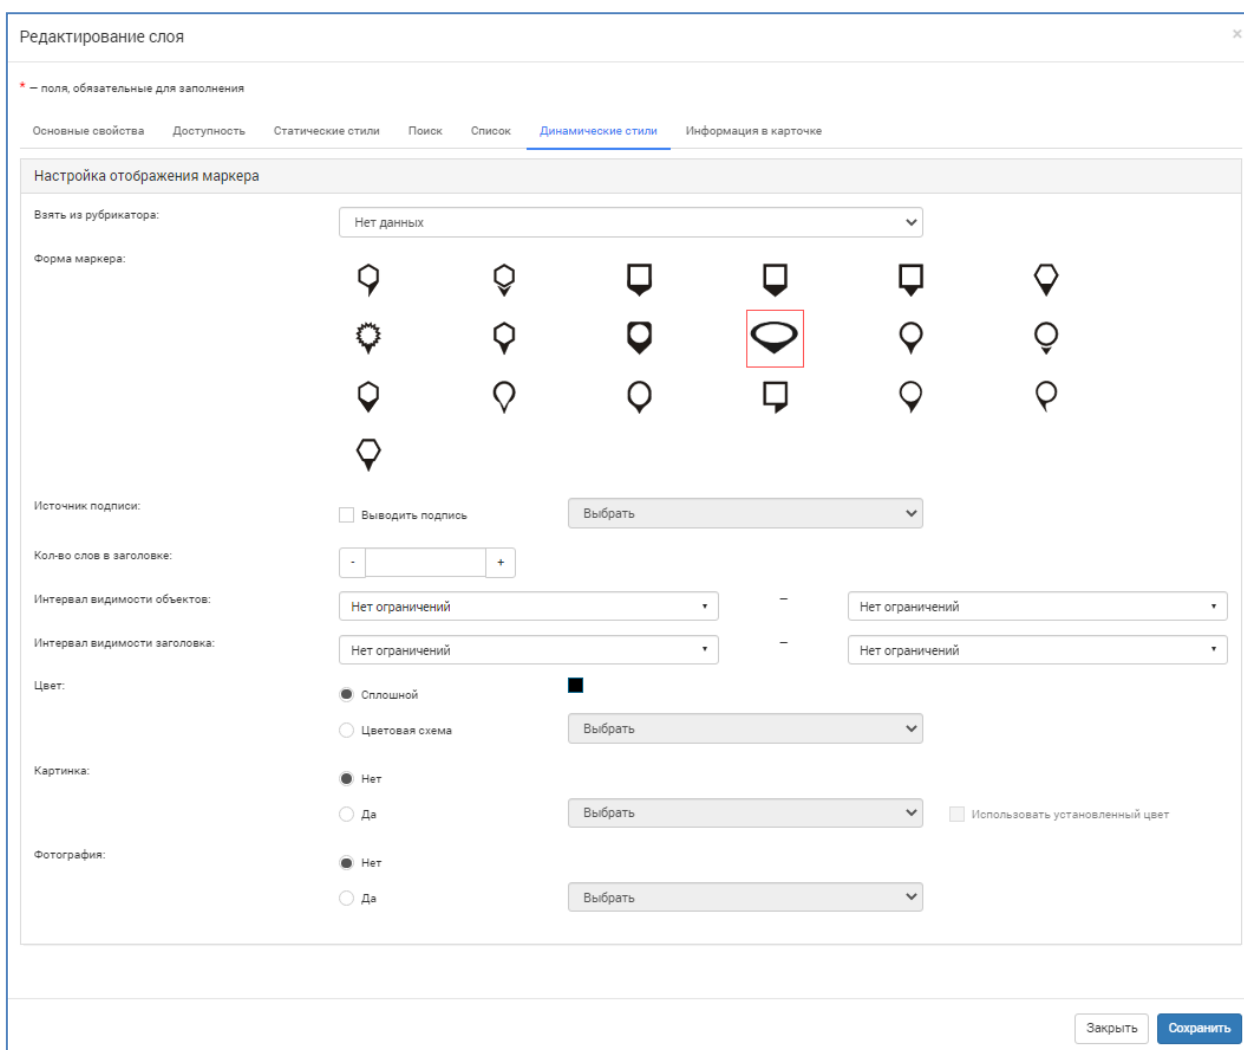 Редактирование слоя ×
* – поля, обязательные для заполнения
Основные свойства Доступность Статические стили Поиск Список Динамические стили Информация в карточке
Настройка отображения маркера
Взять из рубрикатора: Нет данных
Форма маркера:
Источник подписи: Выводить подпись Выбрать
Кол-во слов в заголовке: - +
Интервал видимости объектов: Нет ограничений – Нет ограничений
Интервал видимости заголовка: Нет ограничений – Нет ограничений
Цвет: Сплошной
Цветовая схема Выбрать
Картинка: Нет
Да Выбрать Использовать установленный цвет
Фотография: Нет
Да Выбрать
Закрыть Сохранить